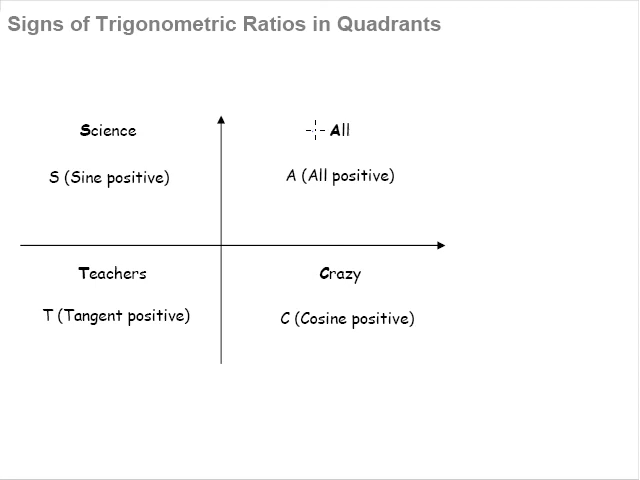 Signs of Trigonometric Ratios in Quadrants
Science
All
S (Sine positive)
A (All positive)
Teachers
Crazy
T (Tangent positive)
C (Cosine positive)